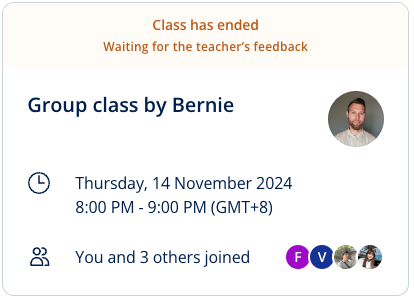 Class has ended
Waiting for the teacher's feedback
Group class by Bernie
Thursday, 14 November 2024
8:00 PM - 9:00 PM (GMT+8)
You and 3 others joined
F V